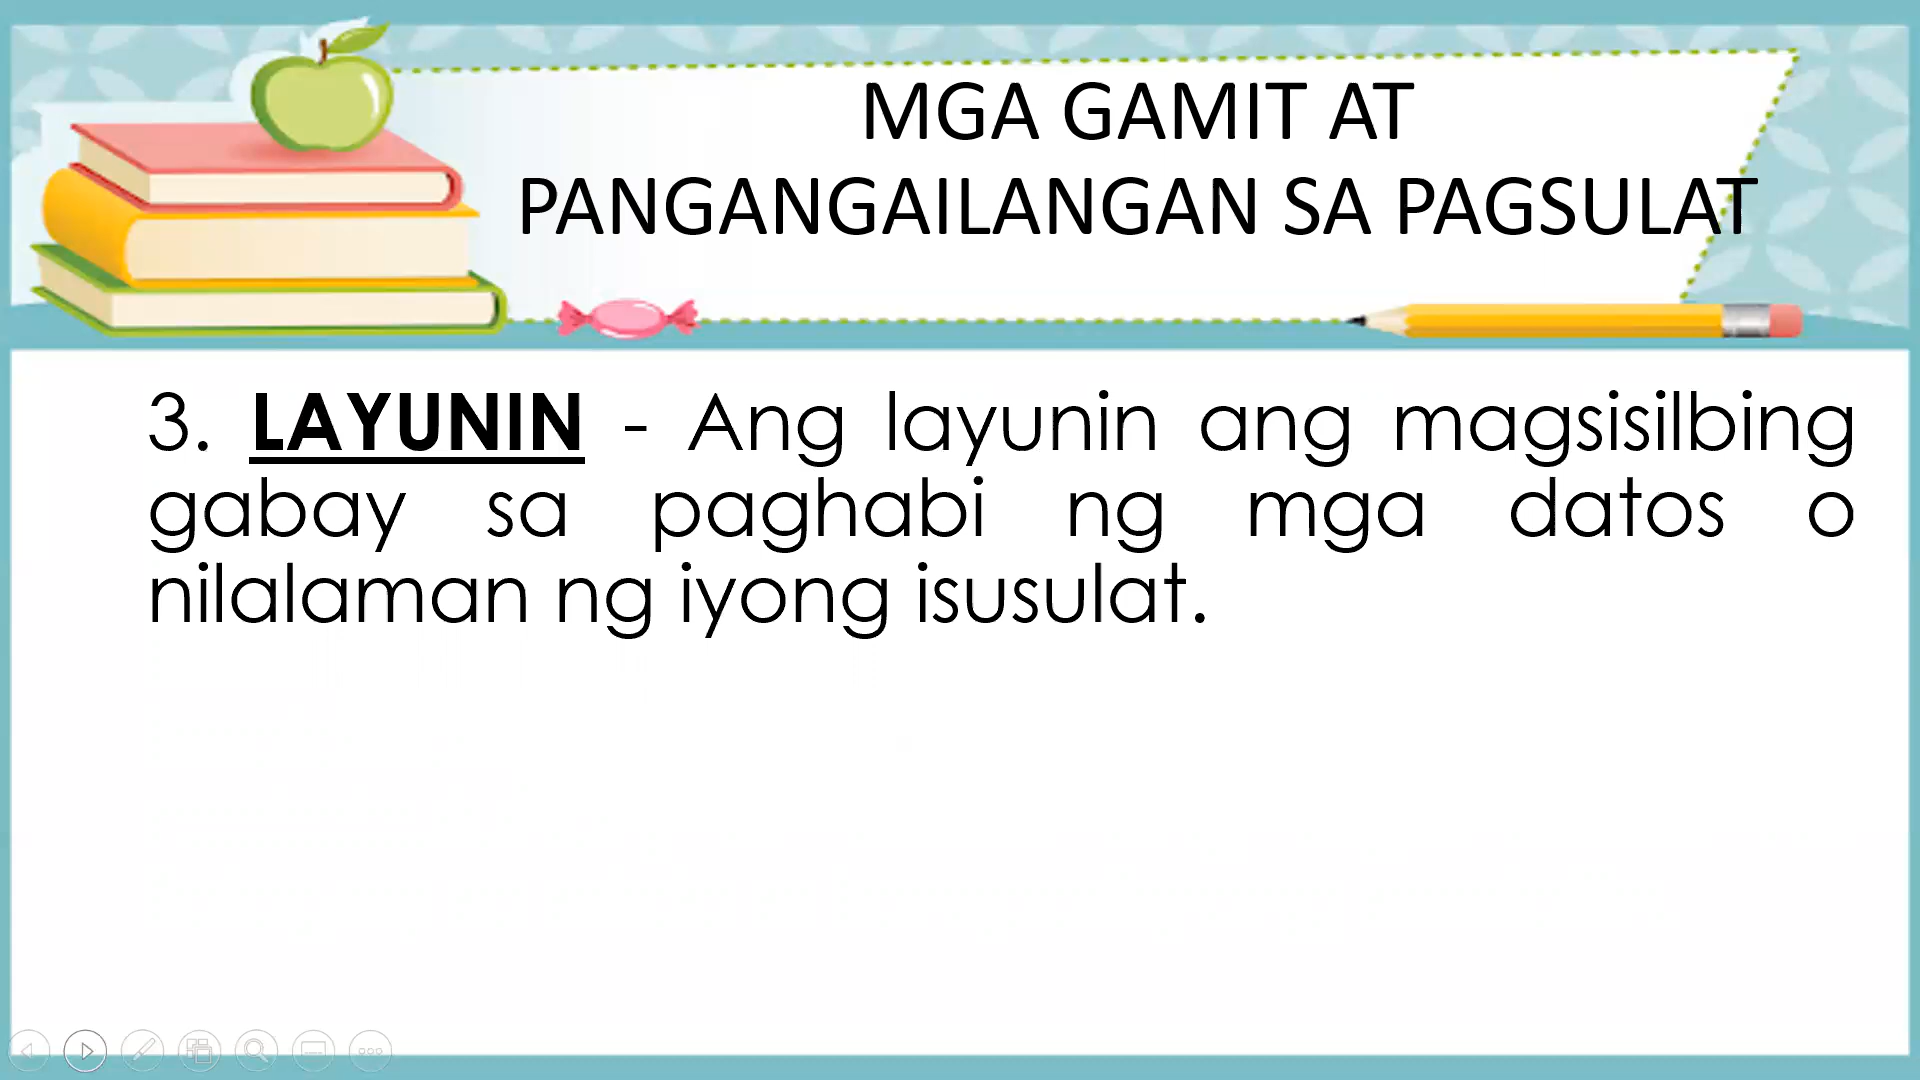 MGA GAMIT AT
PANGANGAILANGAN SA PAGSULAT
3. LAYUNIN - Ang layunin ang magsisilbing
gabay sa paghabi ng mga datos o
nilalaman ng iyong isusulat.